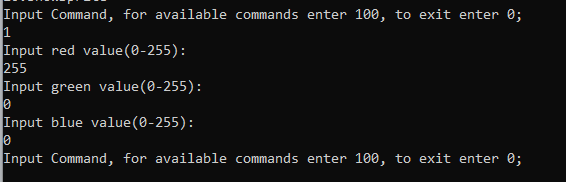 Input Command, for available commands enter 100, to exit enter 0;
1
Input red value(0-255):
255
Input green value(0-255):
0
Input blue value(0-255):
0
Input Command, for available commands enter 100, to exit enter 0;